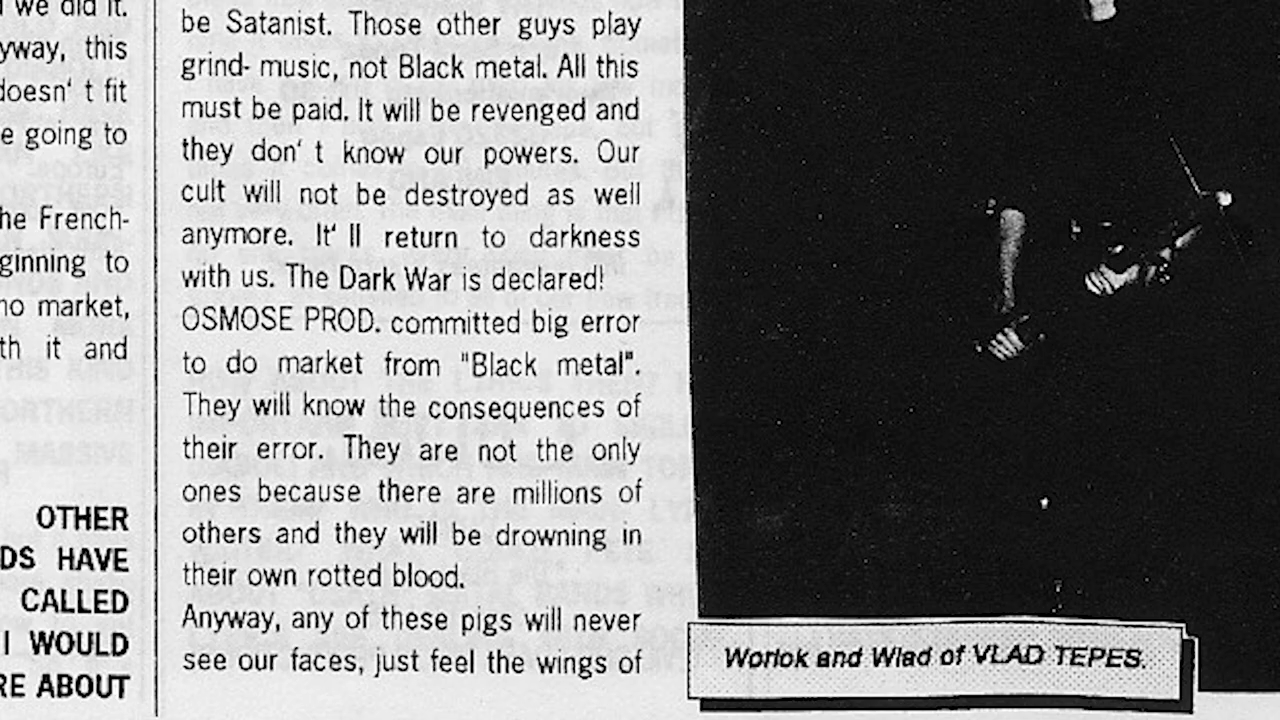 we did it.
yway, this
doesn' t fit
e going to
he French-
ginning to
no market,
th it and
OTHER
DS HAVE
CALLED
I WOULD
RE ABOUT
be Satanist. Those other guys play
grind- music, not Black metal. All this
must be paid. It will be revenged and
they don' t know our powers. Our
cult will not be destroyed as well
anymore. It' ll return to darkness
with us. The Dark War is declared!
OSMOSE PROD. committed big error
to do market from "Black metal".
They will know the consequences of
their error. They are not the only
ones because there are millions of
others and they will be drowning in
their own rotted blood.
Anyway, any of these pigs will never
see our faces, just feel the wings of
Worlok and Wlad of VLAD TEPES.